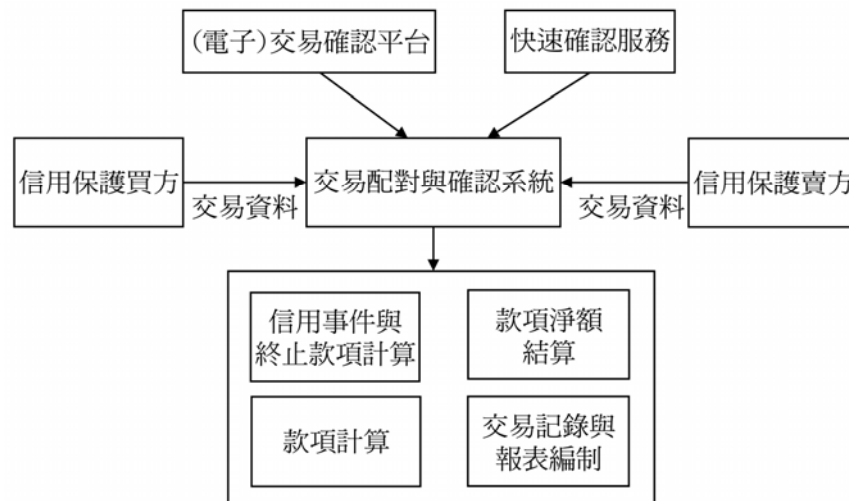 (電子)交易確認平台
快速確認服務
信用保護買方
交易配對與確認系統
信用保護賣方
交易資料
交易資料
信用事件與
終止款項計算
款項淨額
結算
款項計算
交易記錄與
報表編制